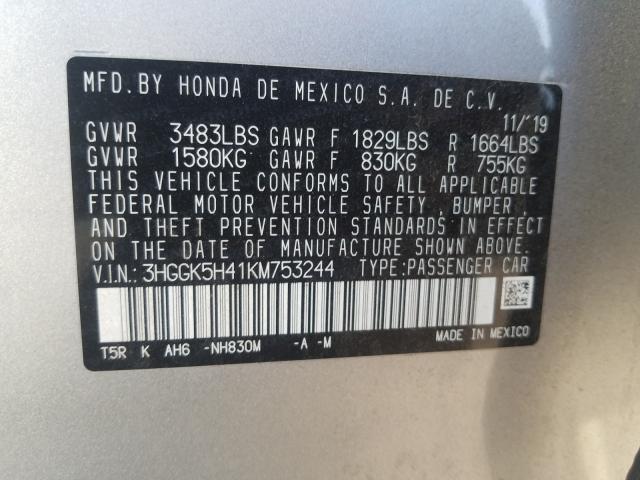 MFD. BY HONDA DE MEXICO S.A. DE C.V.
11/'19
GVWR 3483LBS GAWR F 1829LBS R 1664LBS
GVWR 1580KG GAWR F 830KG R 755KG
THIS VEHICLE CONFORMS TO ALL APPLICABLE
FEDERAL MOTOR VEHICLE SAFETY, BUMPER,
AND THEFT PREVENTION STANDARDS IN EFFECT
ON THE DATE OF MANUFACTURE SHOWN ABOVE.
V.I.N.: 3HGGK5H41KM753244 TYPE:PASSENGER CAR
T5R K AH6 -NH830M -A -M MADE IN MEXICO